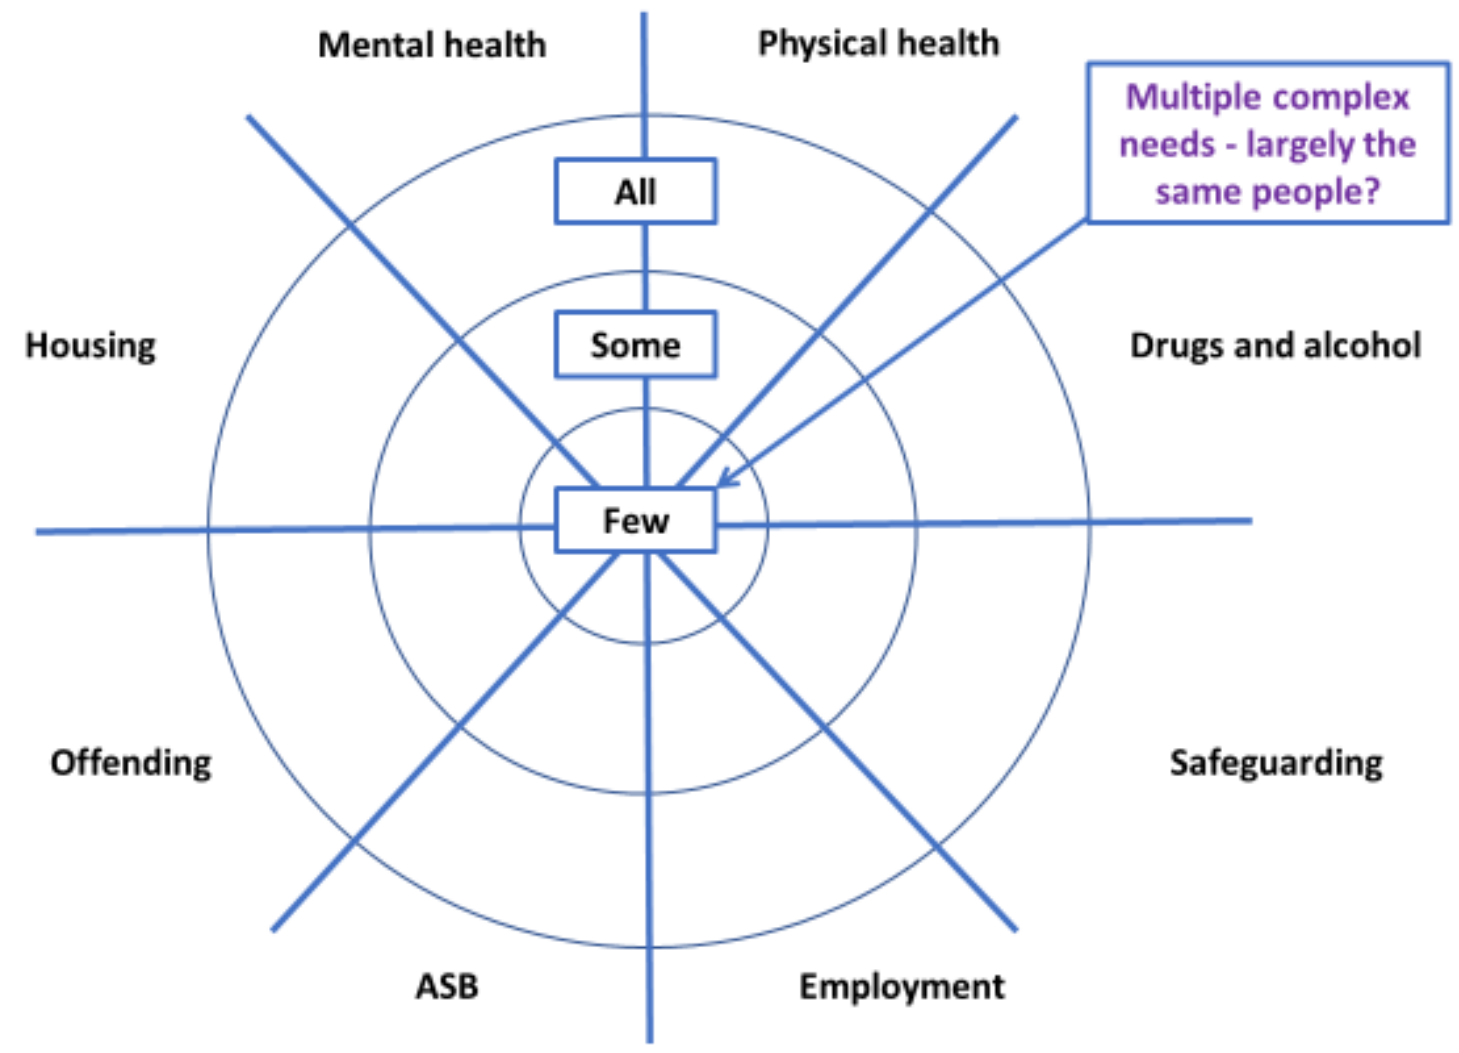 Mental health
Physical health
Multiple complex
needs - largely the
same people?
All
Housing
Some
Drugs and alcohol
Few
Offending
Safeguarding
ASB
Employment